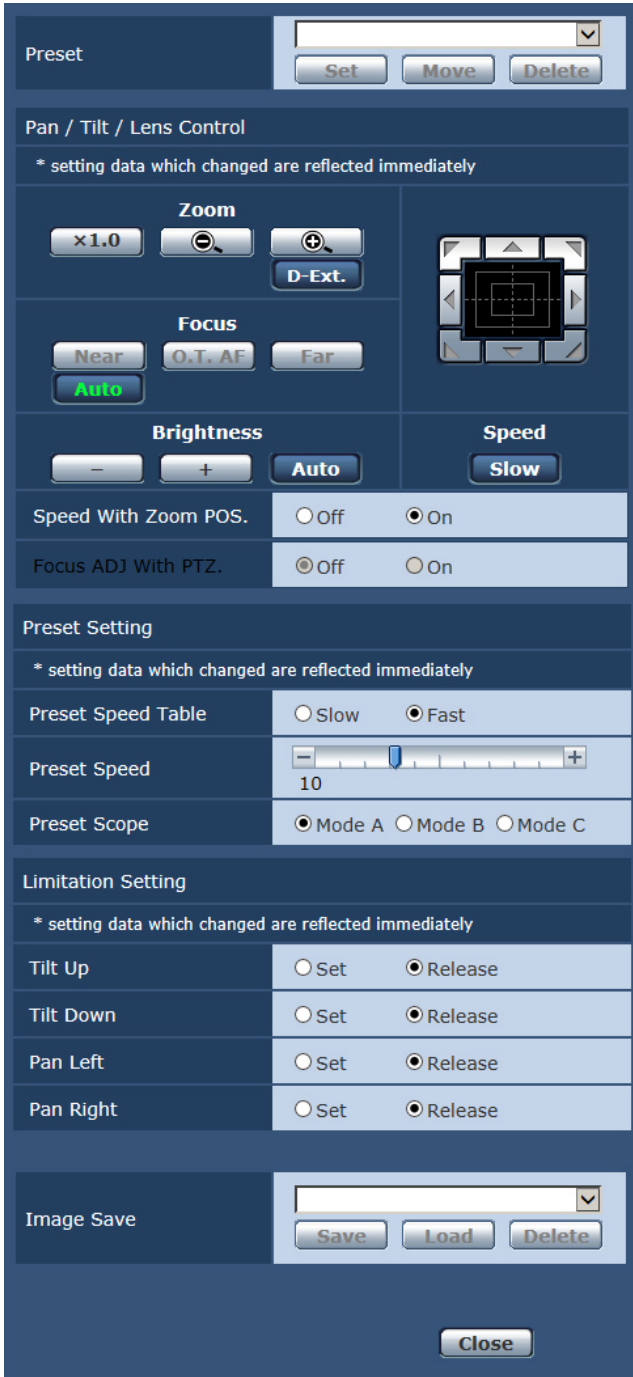 Preset
Set Move Delete
Pan / Tilt / Lens Control
* setting data which changed are reflected immediately
Zoom
×1.0
D-Ext.
Focus
Near O.T. AF Far
Auto
Brightness
- + Auto
Speed
Slow
Speed With Zoom POS. Off On
Focus ADJ With PTZ. Off On
Preset Setting
* setting data which changed are reflected immediately
Preset Speed Table Slow Fast
Preset Speed - +
10
Preset Scope Mode A Mode B Mode C
Limitation Setting
* setting data which changed are reflected immediately
Tilt Up Set Release
Tilt Down Set Release
Pan Left Set Release
Pan Right Set Release
Image Save
Save Load Delete
Close